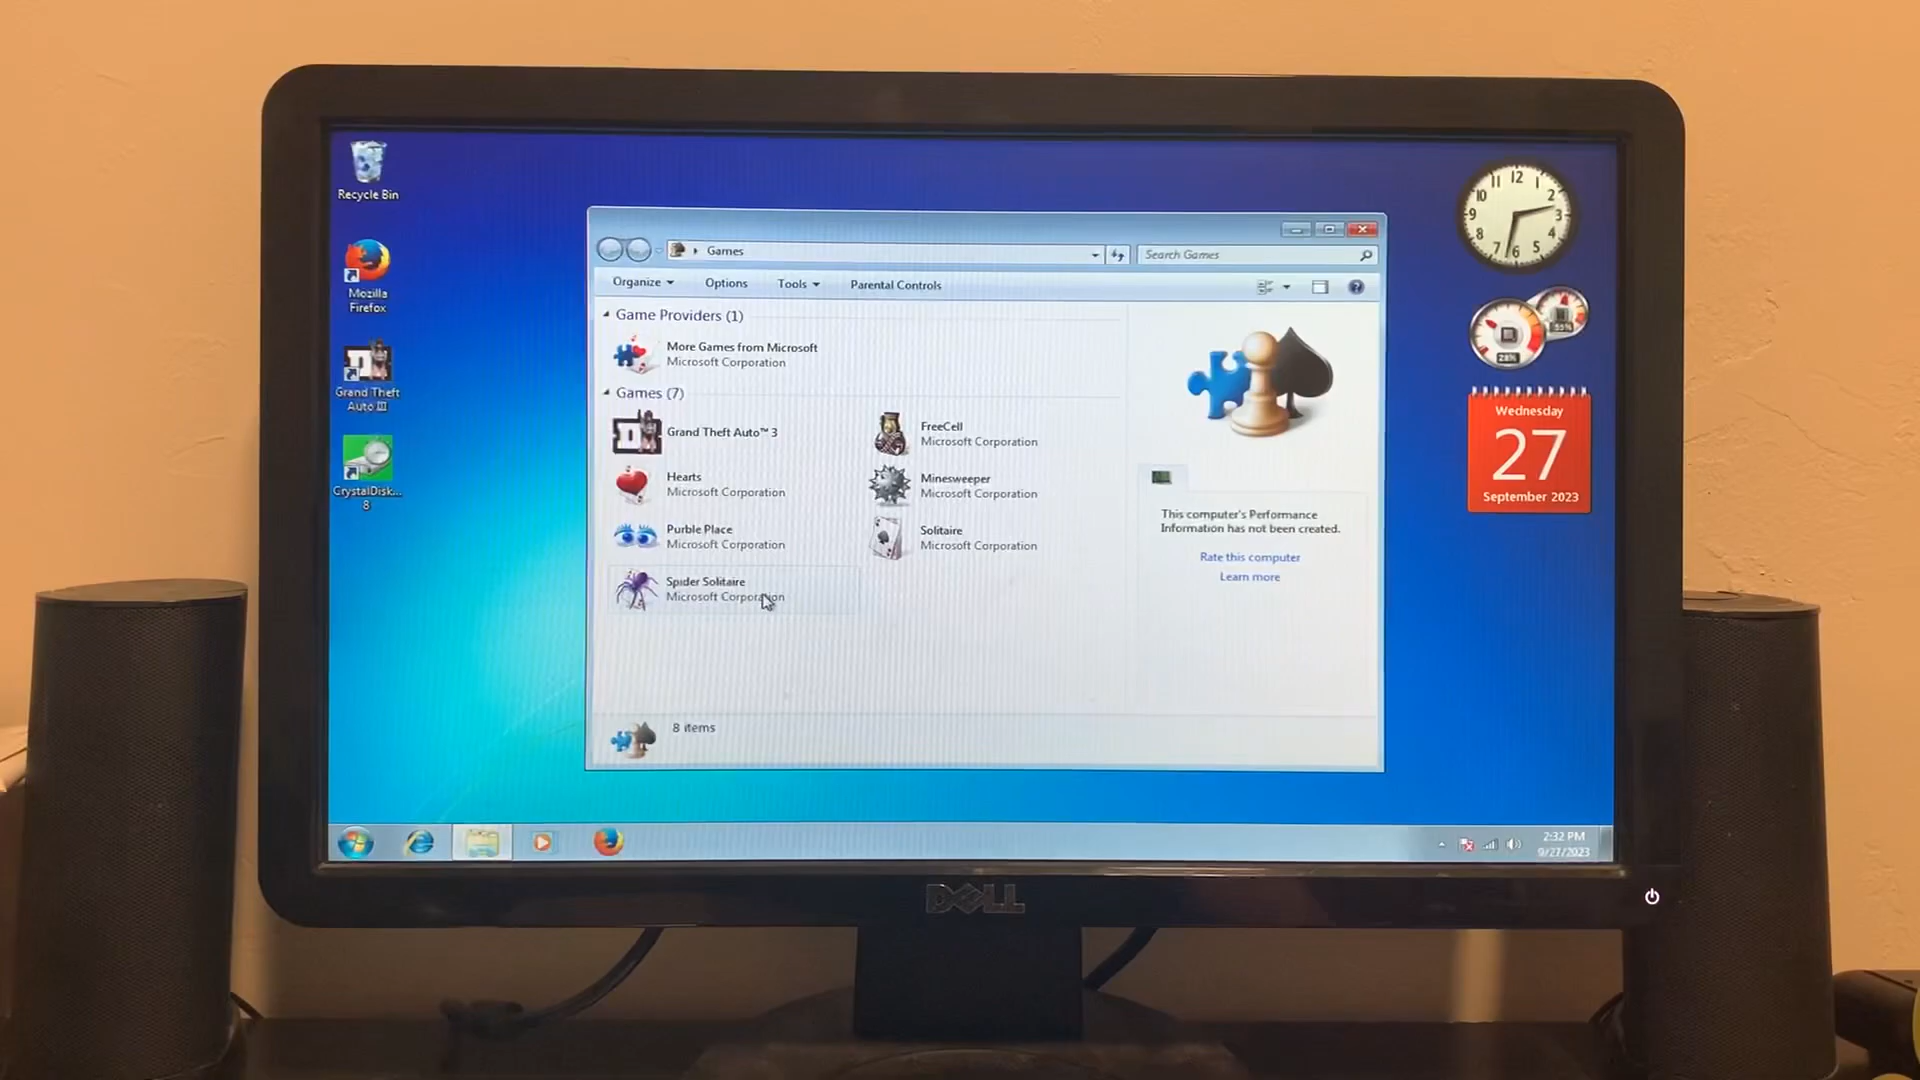 Recycle Bin
Mozilla
Firefox
Grand Theft
Auto III
CrystalDisk...
8
Games
Search Games
Organize
Options
Tools
Parental Controls
Game Providers (1)
More Games from Microsoft
Microsoft Corporation
Games (7)
Grand Theft Auto™ 3
FreeCell
Microsoft Corporation
Hearts
Microsoft Corporation
Minesweeper
Microsoft Corporation
Purble Place
Microsoft Corporation
Solitaire
Microsoft Corporation
Spider Solitaire
Microsoft Corporation
8 items
This computer's Performance
Information has not been created.
Rate this computer
Learn more
12
1
2
3
4
5
6
7
8
9
10
11
28%
Wednesday
27
September 2023
2:32 PM
9/27/2023
DELL